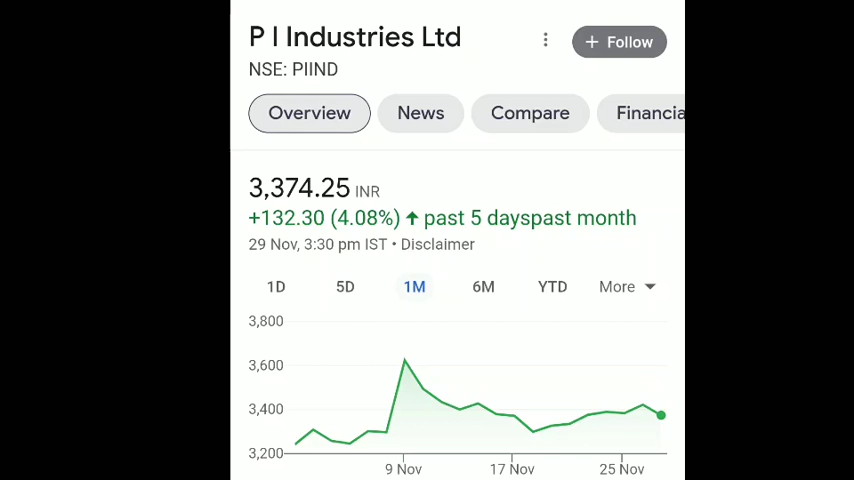 P I Industries Ltd
+ Follow
NSE: PIIND
Overview News Compare Financia
3,374.25 INR
+132.30 (4.08%) ↑ past 5 dayspast month
29 Nov, 3:30 pm IST • Disclaimer
1D 5D 1M 6M YTD More
3,800
3,600
3,400
3,200
9 Nov 17 Nov 25 Nov